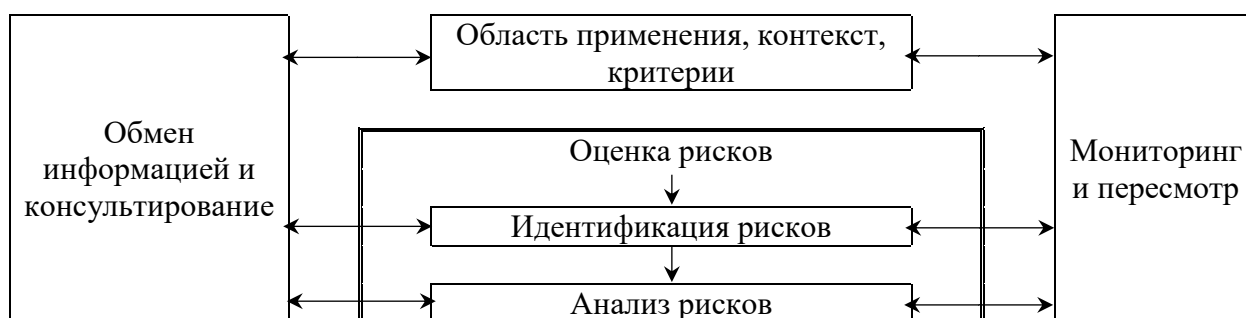 Область применения, контекст,
критерии
Обмен
информацией и
консультирование
Оценка рисков
Идентификация рисков
Анализ рисков
Мониторинг
и пересмотр